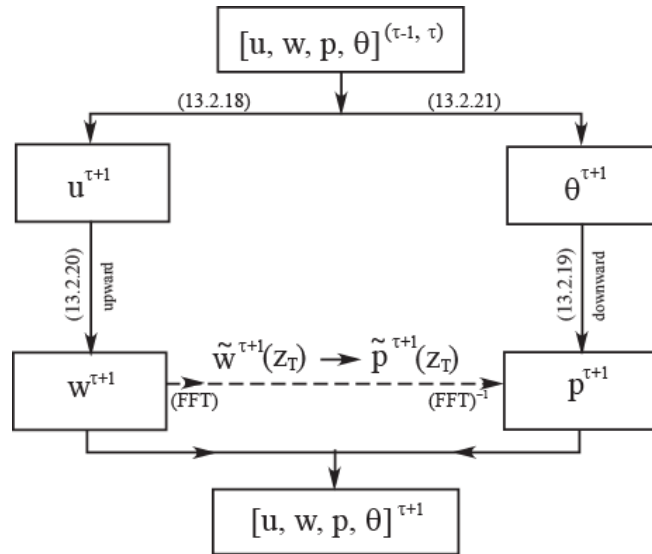 [u, w, p, θ]^(τ-1, τ)
(13.2.18) (13.2.21)
u^τ+1 θ^τ+1
(13.2.20) upward (13.2.19) downward
w̃^τ+1(z_T) → p̃^τ+1(z_T)
w^τ+1 p^τ+1
(FFT) (FFT)^-1
[u, w, p, θ]^τ+1